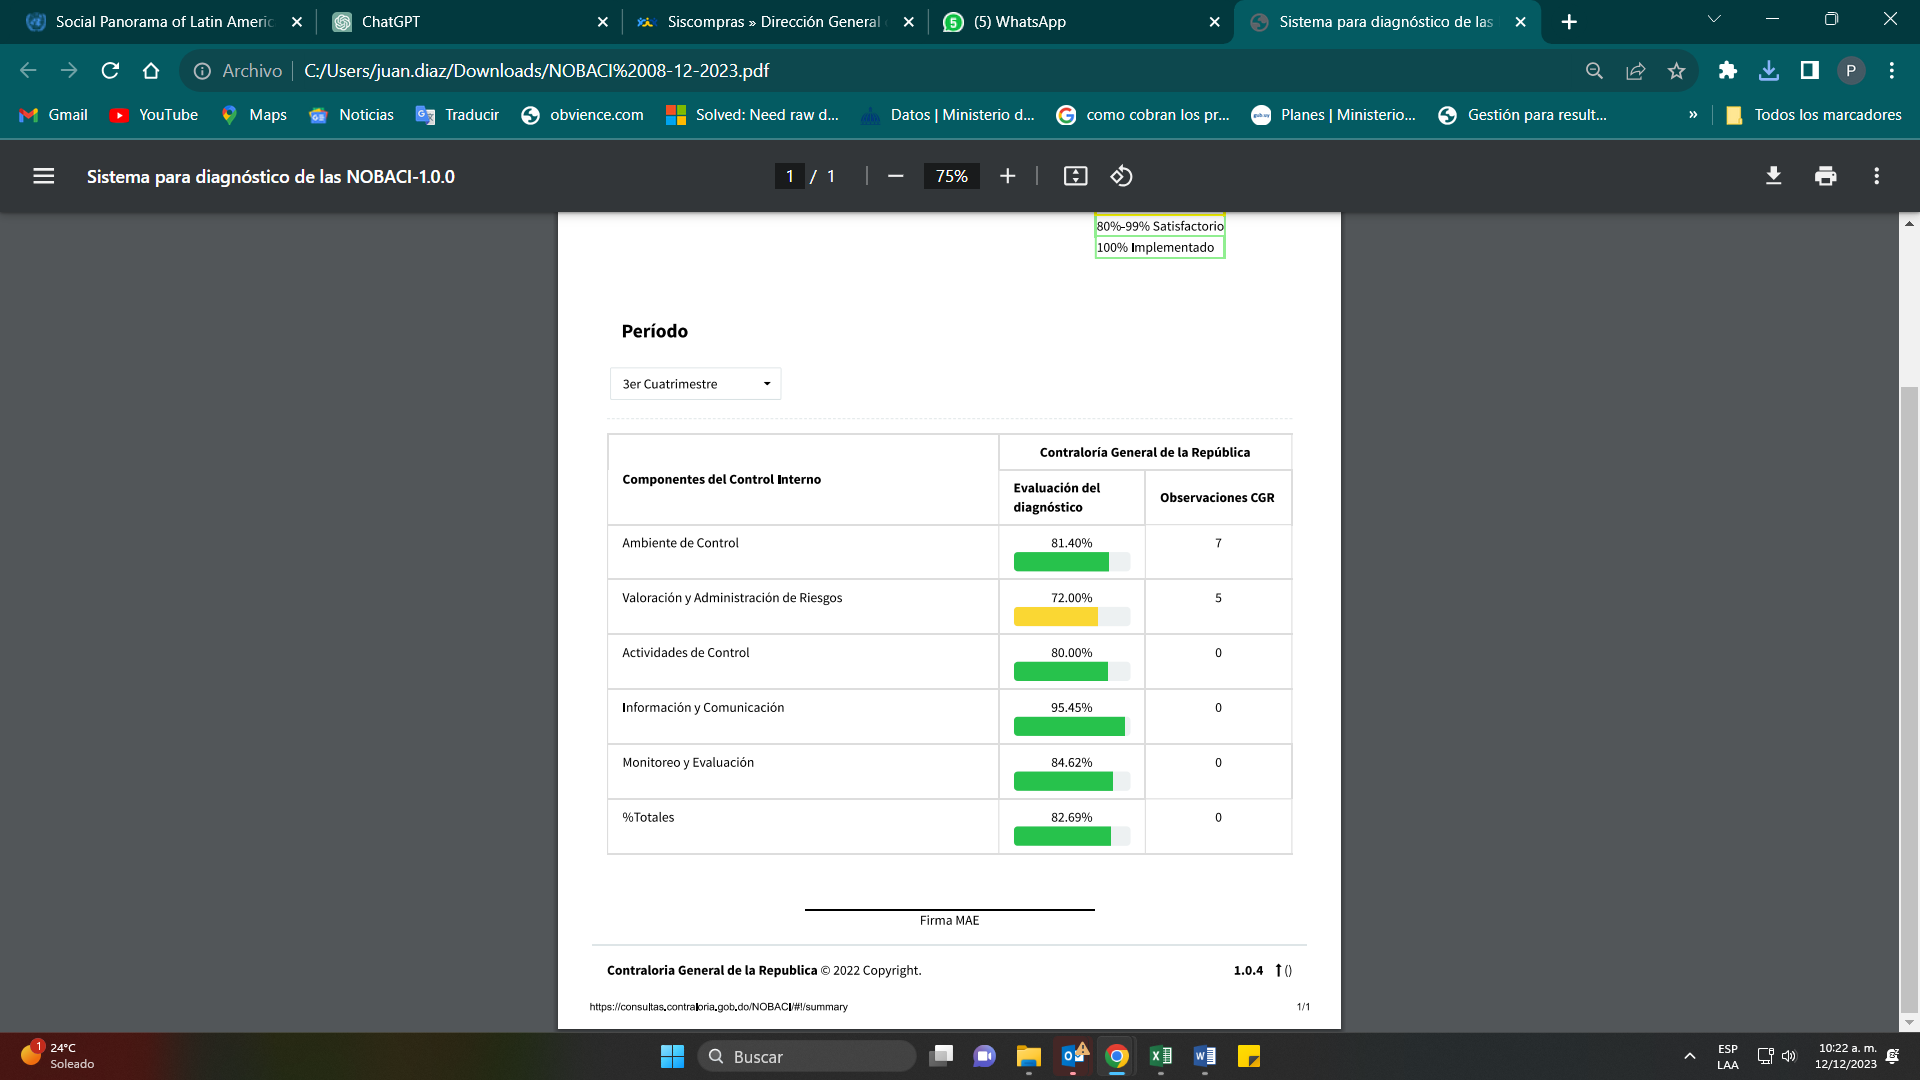 Social Panorama of Latin Americ
ChatGPT
Siscompras » Dirección General
(5) WhatsApp
Sistema para diagnóstico de las
Archivo
C:/Users/juan.diaz/Downloads/NOBACI%2008-12-2023.pdf
P
Gmail
YouTube
Maps
Noticias
Traducir
obvience.com
Solved: Need raw d...
Datos | Ministerio d...
como cobran los pr...
Planes | Ministerio...
Gestión para result...
»
Todos los marcadores
Sistema para diagnóstico de las NOBACI-1.0.0
1 / 1
75%
80%-99% Satisfactorio
100% Implementado
Período
3er Cuatrimestre
Componentes del Control Interno
Contraloría General de la República
Evaluación del
diagnóstico
Observaciones CGR
Ambiente de Control 81.40% 7
Valoración y Administración de Riesgos 72.00% 5
Actividades de Control 80.00% 0
Información y Comunicación 95.45% 0
Monitoreo y Evaluación 84.62% 0
%Totales 82.69% 0
Firma MAE
Contraloria General de la Republica © 2022 Copyright.
1.0.4 ()
https://consultas.contraloria.gob.do/NOBACI/#!/summary
1/1
1
24°C
Soleado
Buscar
ESP
LAA
10:22 a. m.
12/12/2023